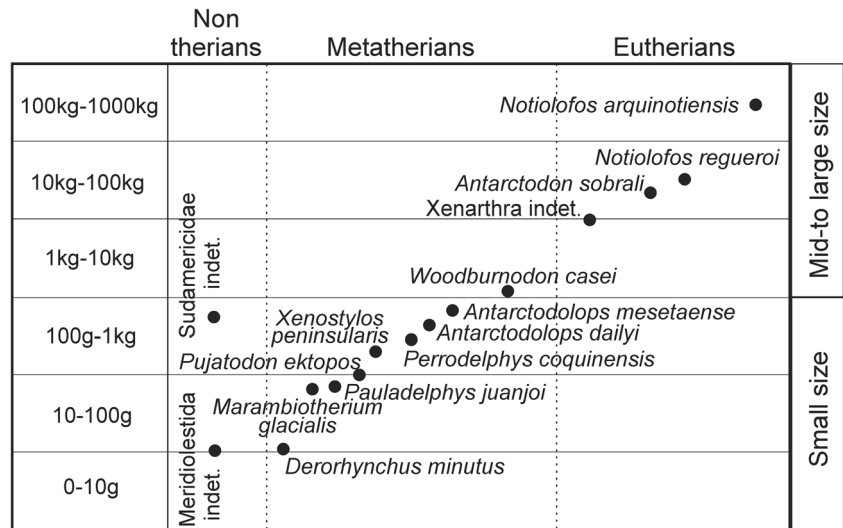 Non
therians
Metatherians
Eutherians
100kg-1000kg
Notiolofos arquinotiensis
10kg-100kg
Notiolofos regueroi
Antarctodon sobrali
Xenarthra indet.
1kg-10kg
Sudamericidae
indet.
Woodburnodon casei
Mid-to large size
100g-1kg
Xenostylos
peninsularis
Antarctodolops mesetaense
Antarctodolops dailyi
Pujatodon ektopos
Perrodelphys coquinensis
10-100g
Pauladelphys juanjoi
Marambiotherium
glacialis
Meridiolestida
indet.
Derorhynchus minutus
0-10g
Small size